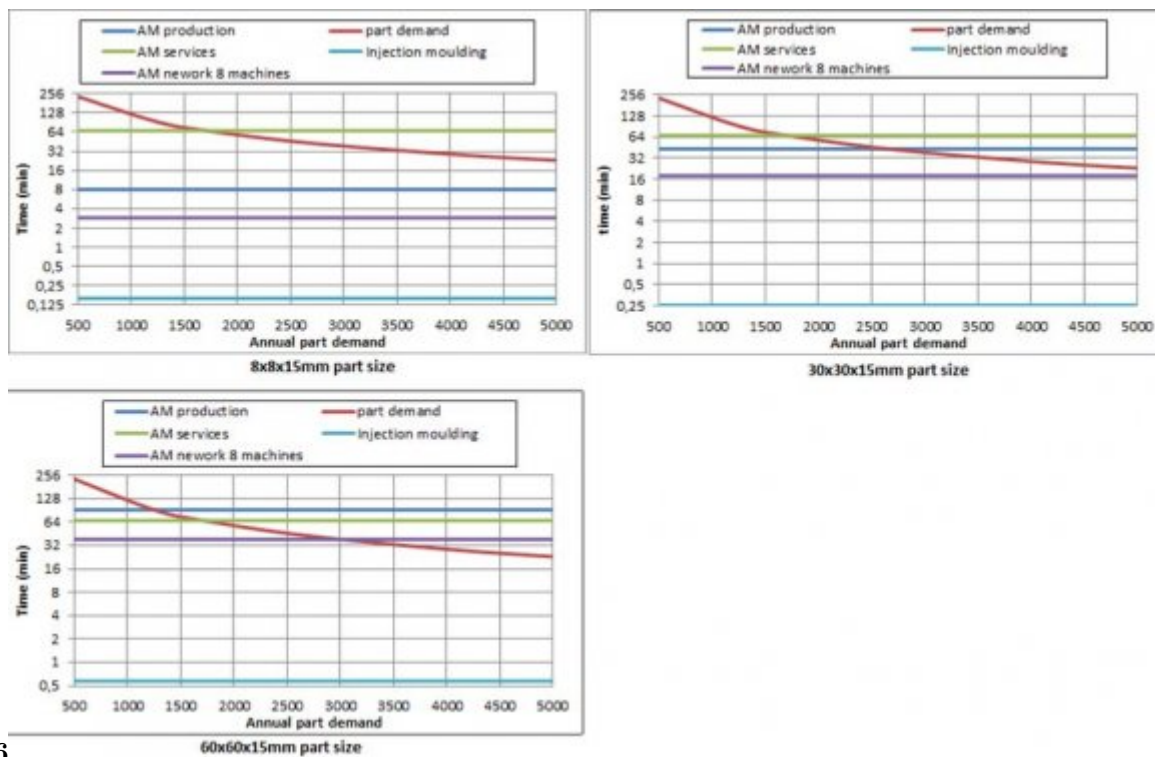 AM production part demand
AM services Injection moulding
AM nework 8 machines
256
128
64
32
16
8
4
2
1
0,5
0,25
0,125
Time (min)
500 1000 1500 2000 2500 3000 3500 4000 4500 5000
Annual part demand
8x8x15mm part size
AM production part demand
AM services Injection moulding
AM nework 8 machines
256
128
64
32
16
8
4
2
1
0,5
0,25
time (min)
500 1000 1500 2000 2500 3000 3500 4000 4500 5000
Annual part demand
30x30x15mm part size
AM production part demand
AM services Injection moulding
AM nework 8 machines
256
128
64
32
16
8
4
2
1
0,5
Time (min)
500 1000 1500 2000 2500 3000 3500 4000 4500 5000
Annual part demand
60x60x15mm part size